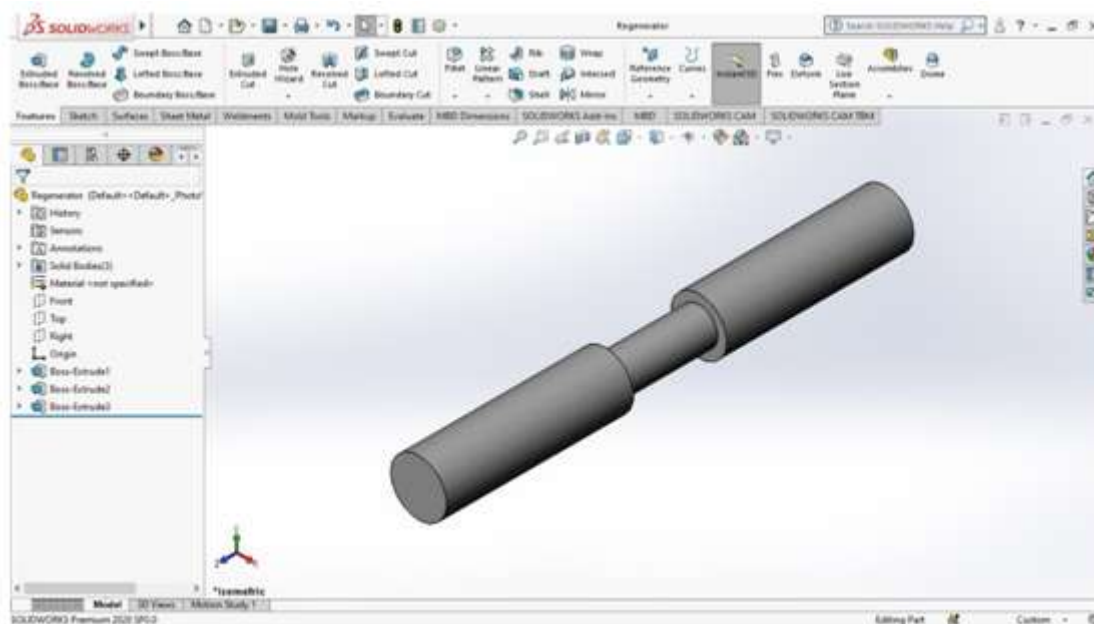 SOLIDWORKS
Regenerator
Search SOLIDWORKS Help
Extruded Boss/Base
Revolved Boss/Base
Swept Boss/Base
Lofted Boss/Base
Boundary Boss/Base
Extruded Cut
Hole Wizard
Revolved Cut
Swept Cut
Lofted Cut
Boundary Cut
Fillet
Linear Pattern
Rib
Draft
Shell
Wrap
Intersect
Mirror
Reference Geometry
Curves
Instant3D
Deform
Live Section Plane
Dome
Features Sketch Surfaces Sheet Metal Weldments Mold Tools Markup Evaluate MBD Dimensions SOLIDWORKS Add-Ins MBD SOLIDWORKS CAM SOLIDWORKS CAM TBM
Regenerator (Default<<Default>_Photo
History
Sensors
Annotations
Solid Bodies(3)
Material <not specified>
Front
Top
Right
Origin
Boss-Extrude1
Boss-Extrude2
Boss-Extrude3
*Isometric
Model 3D Views Motion Study 1
SOLIDWORKS Premium 2020 SP0.0
Editing Part
Custom